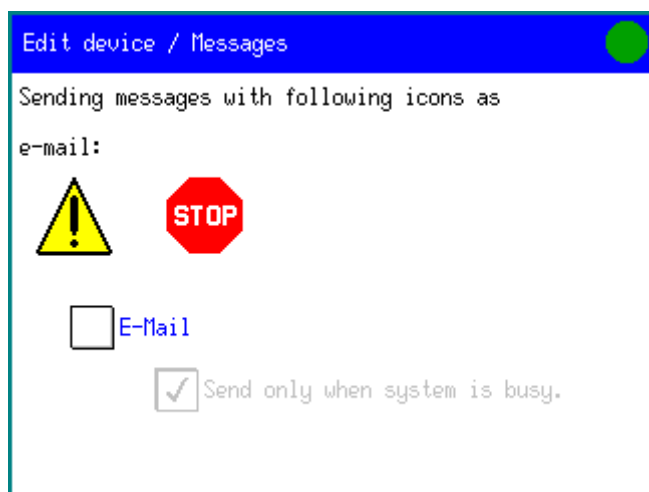 Edit device / Messages
Sending messages with following icons as
e-mail:
STOP
E-Mail
Send only when system is busy.